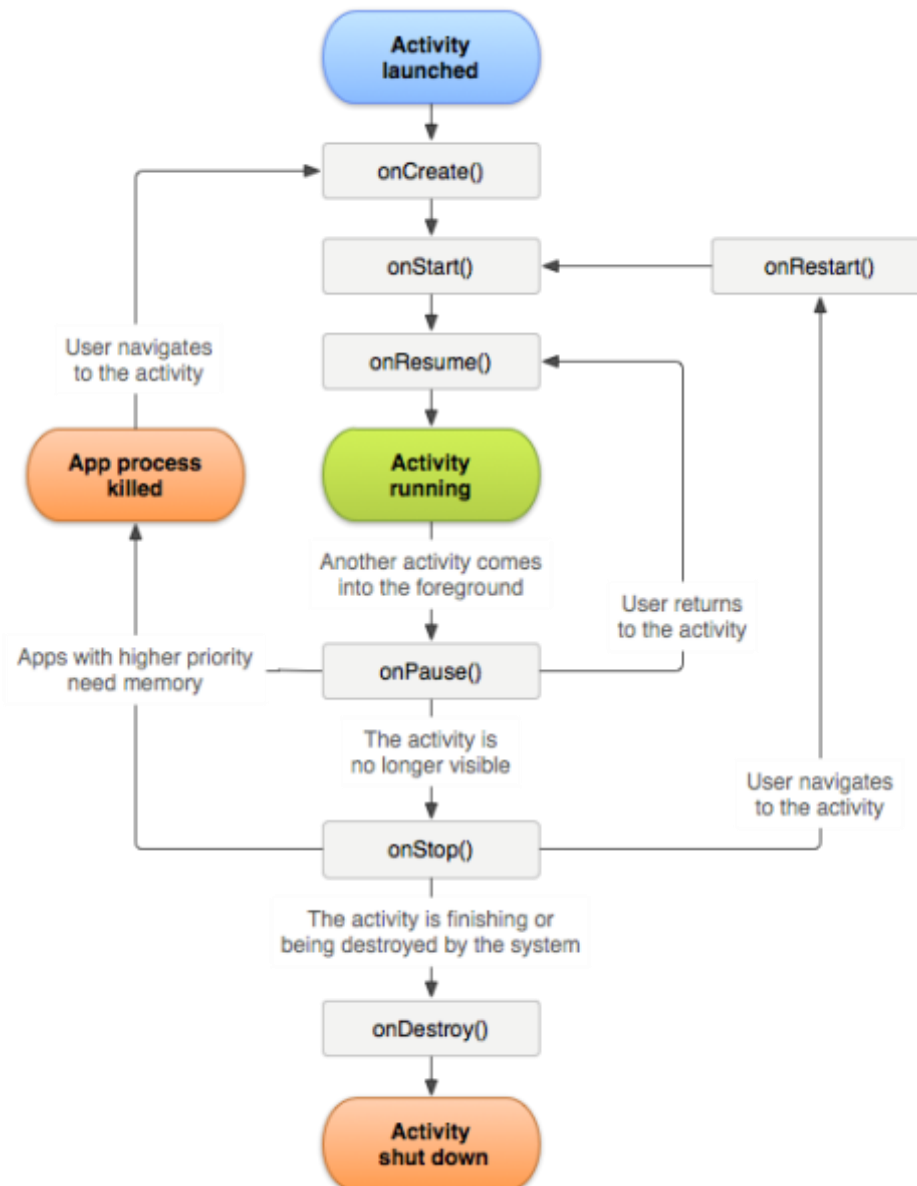 Activity
launched
onCreate()
onStart()
onRestart()
User navigates
to the activity
onResume()
App process
killed
Activity
running
Another activity comes
into the foreground
User returns
to the activity
Apps with higher priority
need memory
onPause()
The activity is
no longer visible
User navigates
to the activity
onStop()
The activity is finishing or
being destroyed by the system
onDestroy()
Activity
shut down